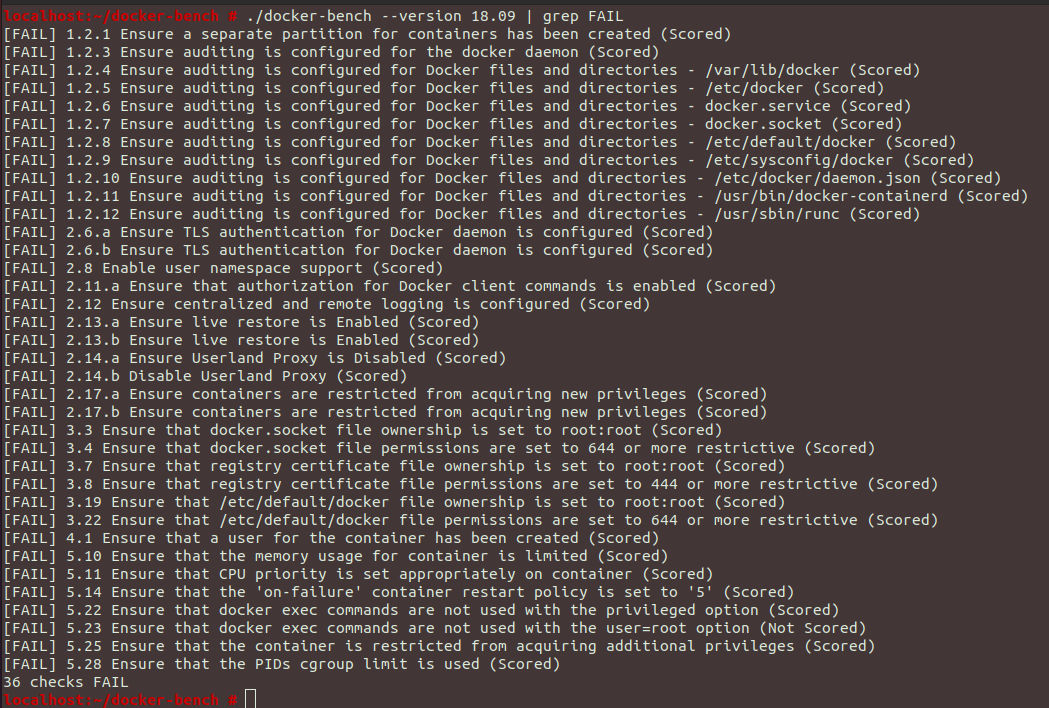 localhost:~/docker-bench # ./docker-bench --version 18.09 | grep FAIL
[FAIL] 1.2.1 Ensure a separate partition for containers has been created (Scored)
[FAIL] 1.2.3 Ensure auditing is configured for the docker daemon (Scored)
[FAIL] 1.2.4 Ensure auditing is configured for Docker files and directories - /var/lib/docker (Scored)
[FAIL] 1.2.5 Ensure auditing is configured for Docker files and directories - /etc/docker (Scored)
[FAIL] 1.2.6 Ensure auditing is configured for Docker files and directories - docker.service (Scored)
[FAIL] 1.2.7 Ensure auditing is configured for Docker files and directories - docker.socket (Scored)
[FAIL] 1.2.8 Ensure auditing is configured for Docker files and directories - /etc/default/docker (Scored)
[FAIL] 1.2.9 Ensure auditing is configured for Docker files and directories - /etc/sysconfig/docker (Scored)
[FAIL] 1.2.10 Ensure auditing is configured for Docker files and directories - /etc/docker/daemon.json (Scored)
[FAIL] 1.2.11 Ensure auditing is configured for Docker files and directories - /usr/bin/docker-containerd (Scored)
[FAIL] 1.2.12 Ensure auditing is configured for Docker files and directories - /usr/sbin/runc (Scored)
[FAIL] 2.6.a Ensure TLS authentication for Docker daemon is configured (Scored)
[FAIL] 2.6.b Ensure TLS authentication for Docker daemon is configured (Scored)
[FAIL] 2.8 Enable user namespace support (Scored)
[FAIL] 2.11.a Ensure that authorization for Docker client commands is enabled (Scored)
[FAIL] 2.12 Ensure centralized and remote logging is configured (Scored)
[FAIL] 2.13.a Ensure live restore is Enabled (Scored)
[FAIL] 2.13.b Ensure live restore is Enabled (Scored)
[FAIL] 2.14.a Ensure Userland Proxy is Disabled (Scored)
[FAIL] 2.14.b Disable Userland Proxy (Scored)
[FAIL] 2.17.a Ensure containers are restricted from acquiring new privileges (Scored)
[FAIL] 2.17.b Ensure containers are restricted from acquiring new privileges (Scored)
[FAIL] 3.3 Ensure that docker.socket file ownership is set to root:root (Scored)
[FAIL] 3.4 Ensure that docker.socket file permissions are set to 644 or more restrictive (Scored)
[FAIL] 3.7 Ensure that registry certificate file ownership is set to root:root (Scored)
[FAIL] 3.8 Ensure that registry certificate file permissions are set to 444 or more restrictive (Scored)
[FAIL] 3.19 Ensure that /etc/default/docker file ownership is set to root:root (Scored)
[FAIL] 3.22 Ensure that /etc/default/docker file permissions are set to 644 or more restrictive (Scored)
[FAIL] 4.1 Ensure that a user for the container has been created (Scored)
[FAIL] 5.10 Ensure that the memory usage for container is limited (Scored)
[FAIL] 5.11 Ensure that CPU priority is set appropriately on container (Scored)
[FAIL] 5.14 Ensure that the 'on-failure' container restart policy is set to '5' (Scored)
[FAIL] 5.22 Ensure that docker exec commands are not used with the privileged option (Scored)
[FAIL] 5.23 Ensure that docker exec commands are not used with the user=root option (Not Scored)
[FAIL] 5.25 Ensure that the container is restricted from acquiring additional privileges (Scored)
[FAIL] 5.28 Ensure that the PIDs cgroup limit is used (Scored)
36 checks FAIL
localhost:~/docker-bench #